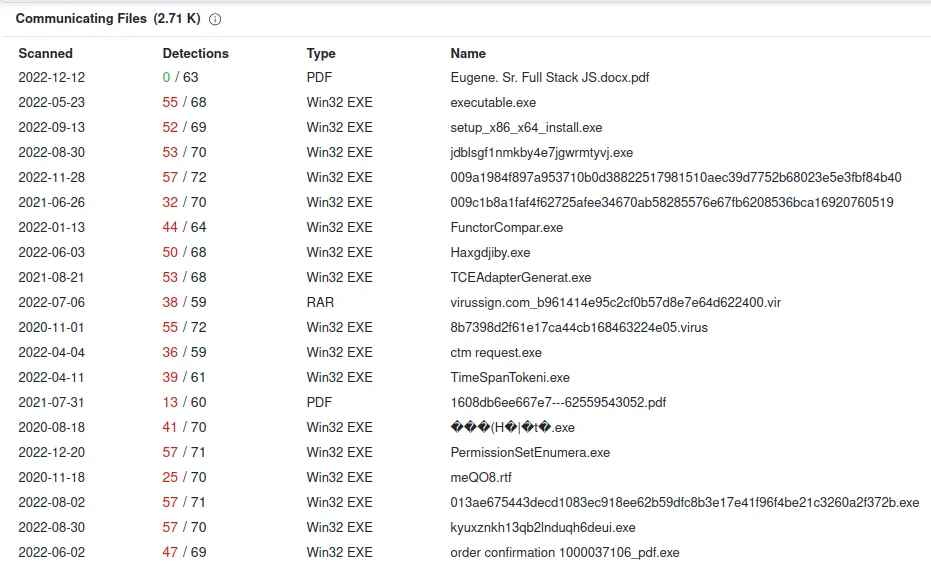 Communicating Files (2.71 K)
Scanned Detections Type Name
2022-12-12 0 / 63 PDF Eugene. Sr. Full Stack JS.docx.pdf
2022-05-23 55 / 68 Win32 EXE executable.exe
2022-09-13 52 / 69 Win32 EXE setup_x86_x64_install.exe
2022-08-30 53 / 70 Win32 EXE jdblsgf1nmkby4e7jgwrmtyvj.exe
2022-11-28 57 / 72 Win32 EXE 009a1984f897a953710b0d38822517981510aec39d7752b68023e5e3fbf84b40
2021-06-26 32 / 70 Win32 EXE 009c1b8a1faf4f62725afee34670ab58285576e67fb6208536bca16920760519
2022-01-13 44 / 64 Win32 EXE FunctorCompar.exe
2022-06-03 50 / 68 Win32 EXE Haxgdjiby.exe
2021-08-21 53 / 68 Win32 EXE TCEAdapterGenerat.exe
2022-07-06 38 / 59 RAR virussign.com_b961414e95c2cf0b57d8e7e64d622400.vir
2020-11-01 55 / 72 Win32 EXE 8b7398d2f61e17ca44cb168463224e05.virus
2022-04-04 36 / 59 Win32 EXE ctm request.exe
2022-04-11 39 / 61 Win32 EXE TimeSpanTokeni.exe
2021-07-31 13 / 60 PDF 1608db6ee667e7---62559543052.pdf
2020-08-18 41 / 70 Win32 EXE ���(H�|�t�.exe
2022-12-20 57 / 71 Win32 EXE PermissionSetEnumera.exe
2020-11-18 25 / 70 Win32 EXE meQO8.rtf
2022-08-02 57 / 71 Win32 EXE 013ae675443decd1083ec918ee62b59dfc8b3e17e41f96f4be21c3260a2f372b.exe
2022-08-30 57 / 70 Win32 EXE kyuxznkh13qb2lnduqh6deui.exe
2022-06-02 47 / 69 Win32 EXE order confirmation 1000037106_pdf.exe